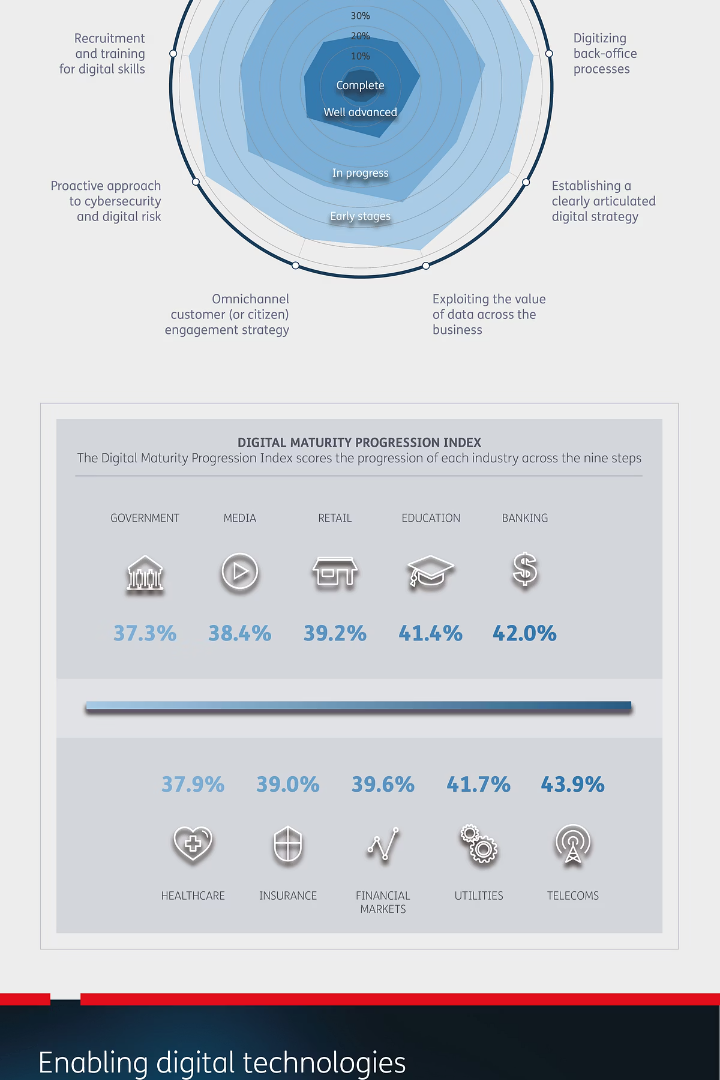 30%
20%
10%
Complete
Well advanced
In progress
Early stages
Recruitment
and training
for digital skills
Digitizing
back-office
processes
Proactive approach
to cybersecurity
and digital risk
Establishing a
clearly articulated
digital strategy
Omnichannel
customer (or citizen)
engagement strategy
Exploiting the value
of data across the
business
DIGITAL MATURITY PROGRESSION INDEX
The Digital Maturity Progression Index scores the progression of each industry across the nine steps
GOVERNMENT MEDIA RETAIL EDUCATION BANKING
37.3% 38.4% 39.2% 41.4% 42.0%
37.9% 39.0% 39.6% 41.7% 43.9%
HEALTHCARE INSURANCE FINANCIAL MARKETS UTILITIES TELECOMS
Enabling digital technologies